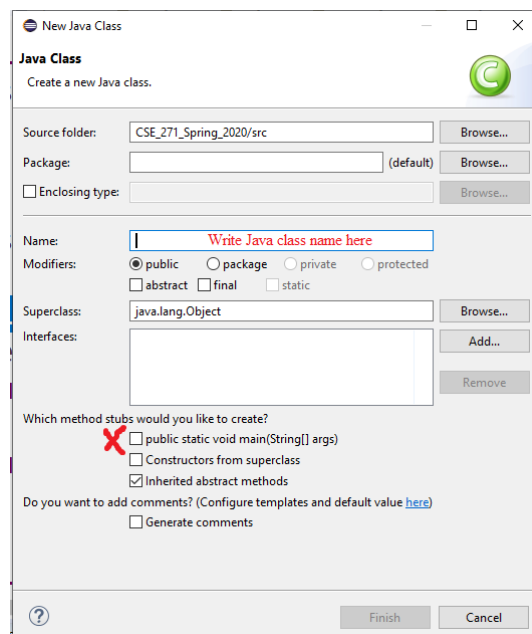 New Java Class
Java Class
Create a new Java class.
C
Source folder: CSE_271_Spring_2020/src Browse...
Package: (default) Browse...
Enclosing type: Browse...
Name: Write Java class name here
Modifiers: public package private protected
abstract final static
Superclass: java.lang.Object Browse...
Interfaces: Add...
Remove
Which method stubs would you like to create?
public static void main(String[] args)
Constructors from superclass
Inherited abstract methods
Do you want to add comments? (Configure templates and default value here)
Generate comments
? Finish Cancel